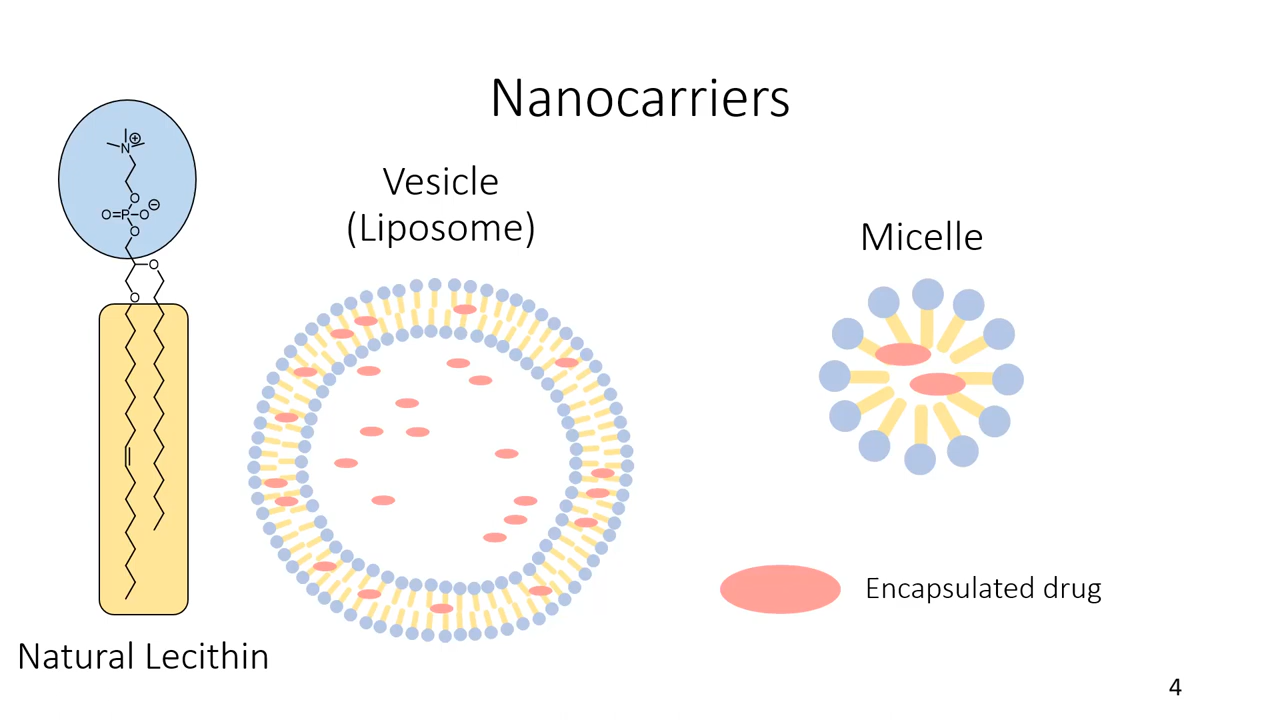 Nanocarriers
Vesicle
(Liposome)
Micelle
N
⊕
O
O=P–O
⊖
O
O
O
Encapsulated drug
Natural Lecithin
4